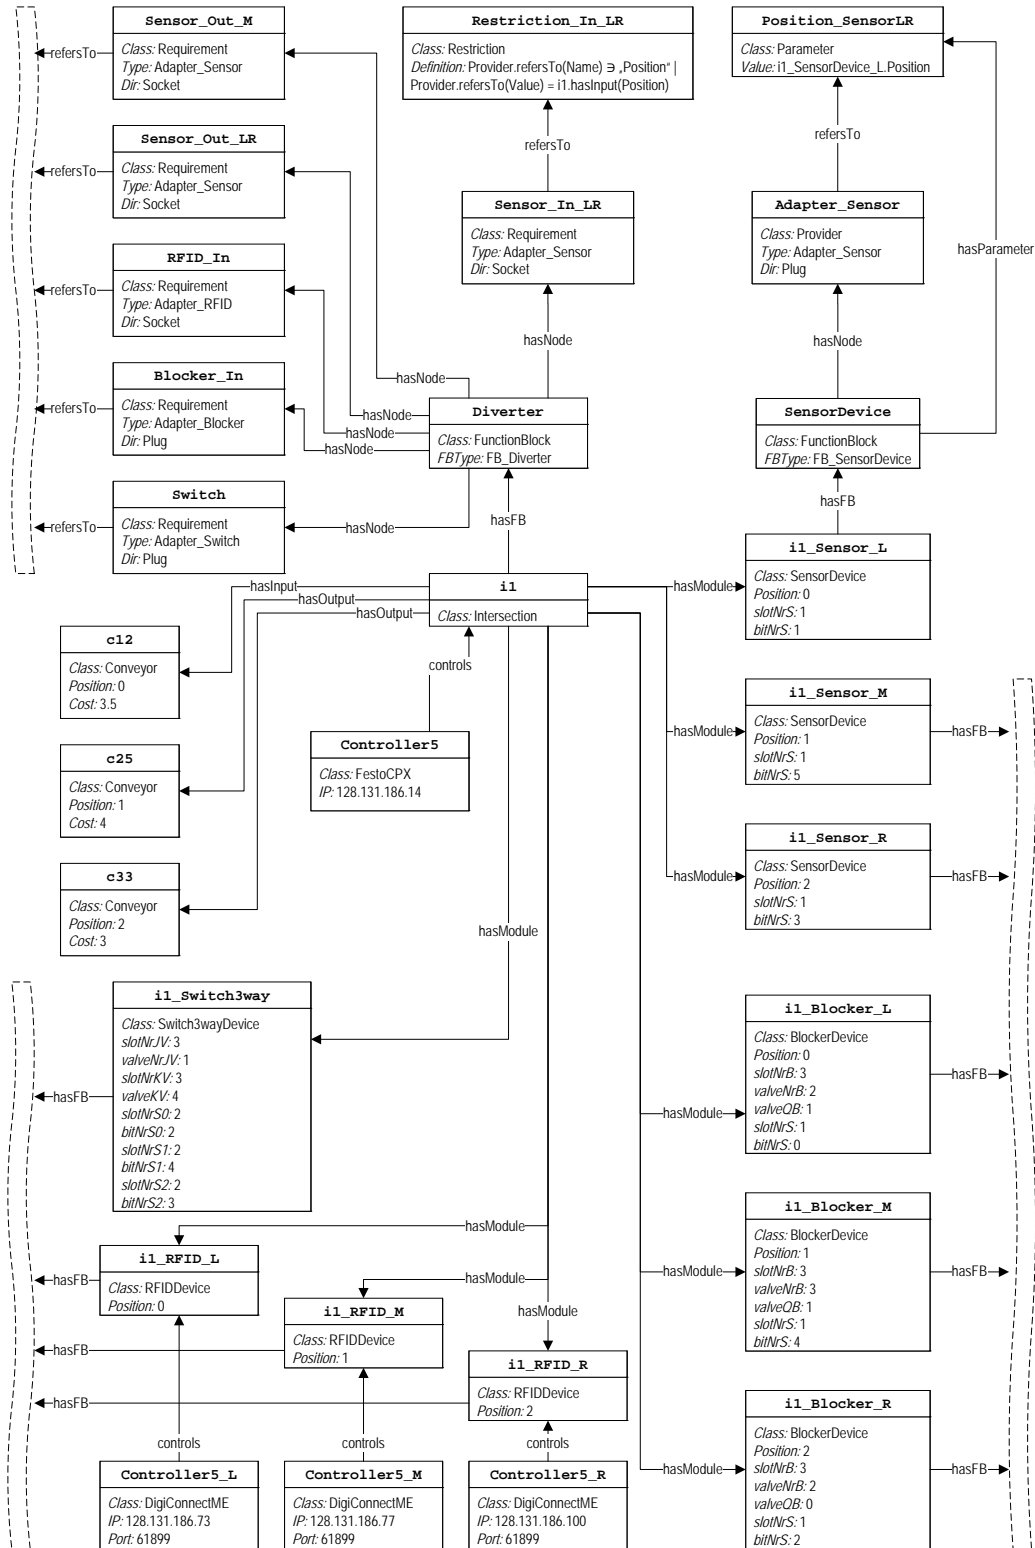 Sensor_Out_M
Class: Requirement
Type: Adapter_Sensor
Dir: Socket
refersTo
Restriction_In_LR
Class: Restriction
Definition: Provider.refersTo(Name) ∋ „Position“ |
Provider.refersTo(Value) = i1.hasInput(Position)
Position_SensorLR
Class: Parameter
Value: i1_SensorDevice_L.Position
Sensor_Out_LR
Class: Requirement
Type: Adapter_Sensor
Dir: Socket
refersTo
refersTo
refersTo
Sensor_In_LR
Class: Requirement
Type: Adapter_Sensor
Dir: Socket
Adapter_Sensor
Class: Provider
Type: Adapter_Sensor
Dir: Plug
hasParameter
RFID_In
Class: Requirement
Type: Adapter_RFID
Dir: Socket
refersTo
hasNode
hasNode
Blocker_In
Class: Requirement
Type: Adapter_Blocker
Dir: Plug
refersTo
hasNode
hasNode
hasNode
hasNode
Diverter
Class: FunctionBlock
FBType: FB_Diverter
SensorDevice
Class: FunctionBlock
FBType: FB_SensorDevice
Switch
Class: Requirement
Type: Adapter_Switch
Dir: Plug
refersTo
hasNode
hasFB
hasFB
i1
Class: Intersection
hasInput
hasOutput
hasOutput
hasModule
i1_Sensor_L
Class: SensorDevice
Position: 0
slotNrS: 1
bitNrS: 1
c12
Class: Conveyor
Position: 0
Cost: 3.5
controls
c25
Class: Conveyor
Position: 1
Cost: 4
Controller5
Class: FestoCPX
IP: 128.131.186.14
hasModule
i1_Sensor_M
Class: SensorDevice
Position: 1
slotNrS: 1
bitNrS: 5
hasFB
c33
Class: Conveyor
Position: 2
Cost: 3
hasModule
i1_Sensor_R
Class: SensorDevice
Position: 2
slotNrS: 1
bitNrS: 3
hasFB
hasModule
i1_Switch3way
Class: Switch3wayDevice
slotNrJV: 3
valveNrJV: 1
slotNrKV: 3
valveKV: 4
slotNrS0: 2
bitNrS0: 2
slotNrS1: 2
bitNrS1: 4
slotNrS2: 2
bitNrS2: 3
hasFB
hasModule
i1_Blocker_L
Class: BlockerDevice
Position: 0
slotNrB: 3
valveNrB: 2
valveQB: 1
slotNrS: 1
bitNrS: 0
hasFB
hasModule
i1_RFID_L
Class: RFIDDevice
Position: 0
hasFB
hasModule
i1_RFID_M
Class: RFIDDevice
Position: 1
hasFB
hasModule
i1_RFID_R
Class: RFIDDevice
Position: 2
hasFB
hasModule
i1_Blocker_M
Class: BlockerDevice
Position: 1
slotNrB: 3
valveNrB: 3
valveQB: 1
slotNrS: 1
bitNrS: 4
hasFB
controls
controls
controls
Controller5_L
Class: DigiConnectME
IP: 128.131.186.73
Port: 61899
Controller5_M
Class: DigiConnectME
IP: 128.131.186.77
Port: 61899
Controller5_R
Class: DigiConnectME
IP: 128.131.186.100
Port: 61899
hasModule
i1_Blocker_R
Class: BlockerDevice
Position: 2
slotNrB: 3
valveNrB: 2
valveQB: 0
slotNrS: 1
bitNrS: 2
hasFB